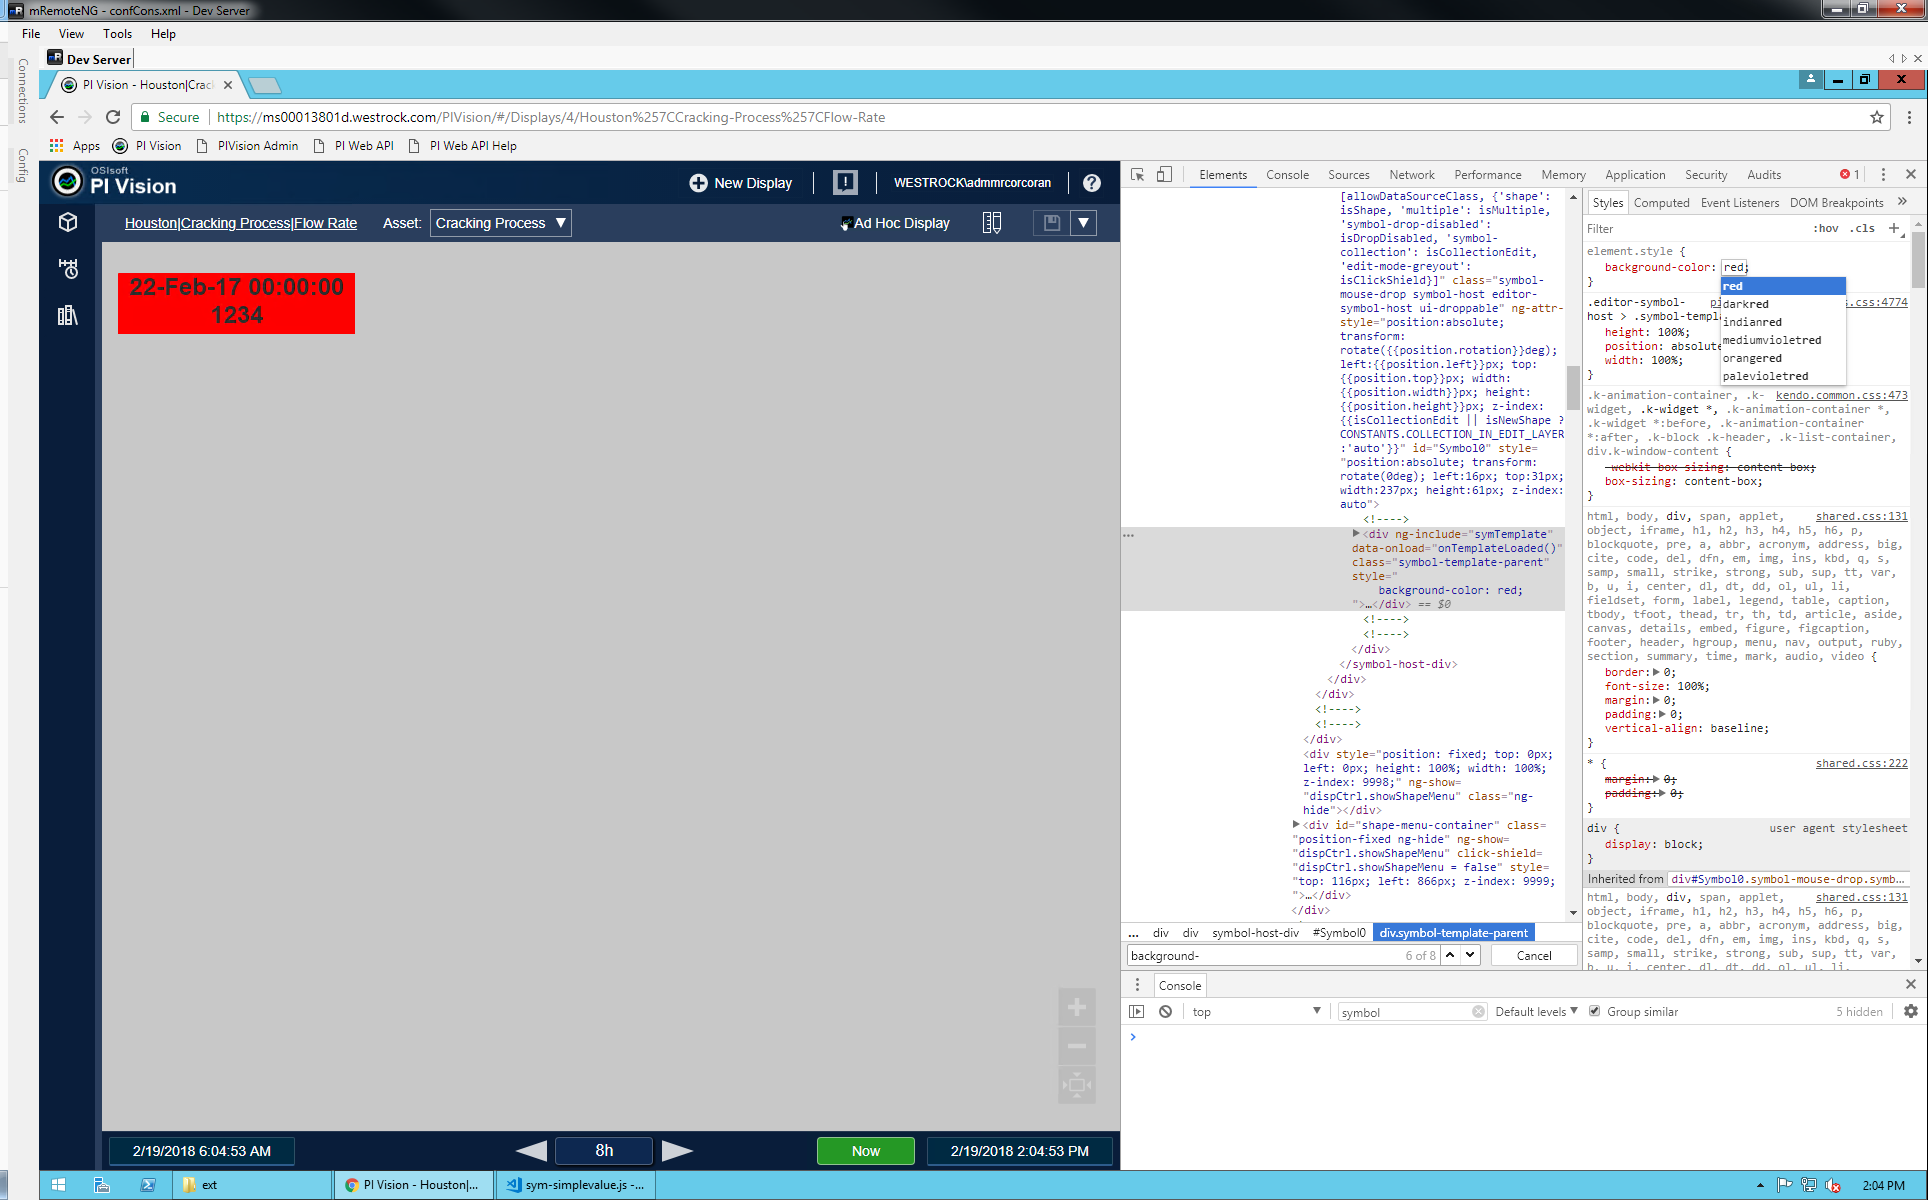 mRemoteNG - confCons.xml - Dev Server
File View Tools Help
Connections
Config
Dev Server
PI Vision - Houston|Crac
Secure https://ms00013801d.westrock.com/PIVision/#/Displays/4/Houston%257CCracking-Process%257CFlow-Rate
Apps PI Vision PIVision Admin PI Web API PI Web API Help
OSIsoft
PI Vision
New Display WESTROCK\admmrcorcoran
Houston|Cracking Process|Flow Rate Asset: Cracking Process Ad Hoc Display
22-Feb-17 00:00:00
1234
2/19/2018 6:04:53 AM 8h Now 2/19/2018 2:04:53 PM
Elements Console Sources Network Performance Memory Application Security Audits 1
[allowDataSourceClass, {'shape':
isShape, 'multiple': isMultiple,
'symbol-drop-disabled':
isDropDisabled, 'symbol-
collection': isCollectionEdit,
'edit-mode-greyout':
isClickShield}]" class="symbol-
mouse-drop symbol-host editor-
symbol-host ui-droppable" ng-attr-
style="position:absolute;
transform:
rotate({{position.rotation}}deg);
left:{{position.left}}px; top:
{{position.top}}px; width:
{{position.width}}px; height:
{{position.height}}px; z-index:
{{isCollectionEdit || isNewShape ?
CONSTANTS.COLLECTION_IN_EDIT_LAYER
:'auto'}}" id="Symbol0" style=
"position:absolute; transform:
rotate(0deg); left:16px; top:31px;
width:237px; height:61px; z-index:
auto">
<!---->
<div ng-include="symTemplate"
data-onload="onTemplateLoaded()"
class="symbol-template-parent"
style="
background-color: red;
">…</div> == $0
<!---->
<!---->
</div>
</symbol-host-div>
</div>
</div>
<!---->
<!---->
</div>
<div style="position: fixed; top: 0px;
left: 0px; height: 100%; width: 100%;
z-index: 9998;" ng-show=
"dispCtrl.showShapeMenu" class="ng-
hide"></div>
<div id="shape-menu-container" class=
"position-fixed ng-hide" ng-show=
"dispCtrl.showShapeMenu" click-shield=
"dispCtrl.showShapeMenu = false" style=
"top: 116px; left: 866px; z-index: 9999;
">…</div>
</div>
... div div symbol-host-div #Symbol0 div.symbol-template-parent
background- 6 of 8 Cancel
Styles Computed Event Listeners DOM Breakpoints »
Filter :hov .cls +
element.style {
background-color: red;
}
red
darkred
indianred
mediumvioletred
orangered
palevioletred
.editor-symbol- s.css:4774
host > .symbol-templa
height: 100%;
position: absolute
width: 100%;
}
.k-animation-container, .k- kendo.common.css:473
widget, .k-widget *, .k-animation-container *,
.k-widget *:before, .k-animation-container
*:after, .k-block .k-header, .k-list-container,
div.k-window-content {
-webkit-box-sizing: content-box;
box-sizing: content-box;
}
html, body, div, span, applet, shared.css:131
object, iframe, h1, h2, h3, h4, h5, h6, p,
blockquote, pre, a, abbr, acronym, address, big,
cite, code, del, dfn, em, img, ins, kbd, q, s,
samp, small, strike, strong, sub, sup, tt, var,
b, u, i, center, dl, dt, dd, ol, ul, li,
fieldset, form, label, legend, table, caption,
tbody, tfoot, thead, tr, th, td, article, aside,
canvas, details, embed, figure, figcaption,
footer, header, hgroup, menu, nav, output, ruby,
section, summary, time, mark, audio, video {
border: 0;
font-size: 100%;
margin: 0;
padding: 0;
vertical-align: baseline;
}
* { shared.css:222
margin: 0;
padding: 0;
}
div { user agent stylesheet
display: block;
}
Inherited from div#Symbol0.symbol-mouse-drop.symb…
html, body, div, span, applet, shared.css:131
object, iframe, h1, h2, h3, h4, h5, h6, p,
blockquote, pre, a, abbr, acronym, address, big,
cite, code, del, dfn, em, img, ins, kbd, q, s,
samp, small, strike, strong, sub, sup, tt, var,
b, u, i, center, dl, dt, dd, ol, ul, li,
Console
top symbol Default levels Group similar 5 hidden
ext PI Vision - Houston|... sym-simplevalue.js -... 2:04 PM